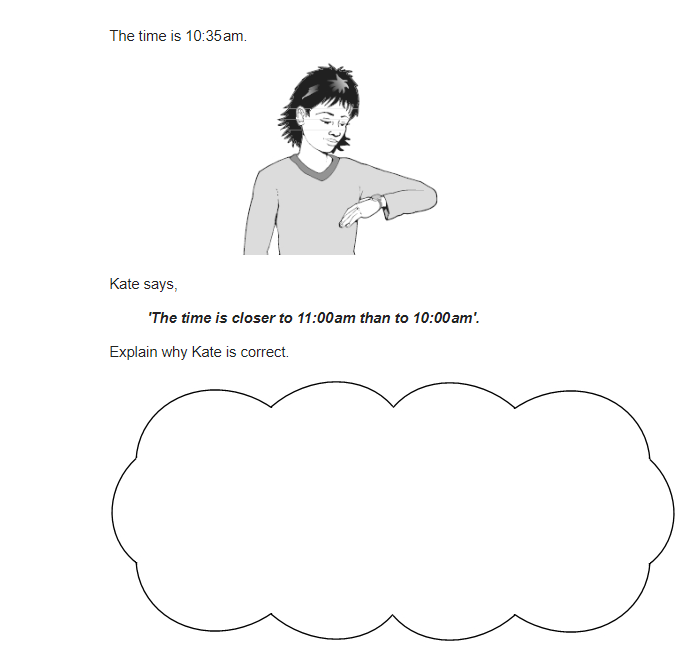 The time is 10:35am.
Kate says,
'The time is closer to 11:00am than to 10:00am'.
Explain why Kate is correct.